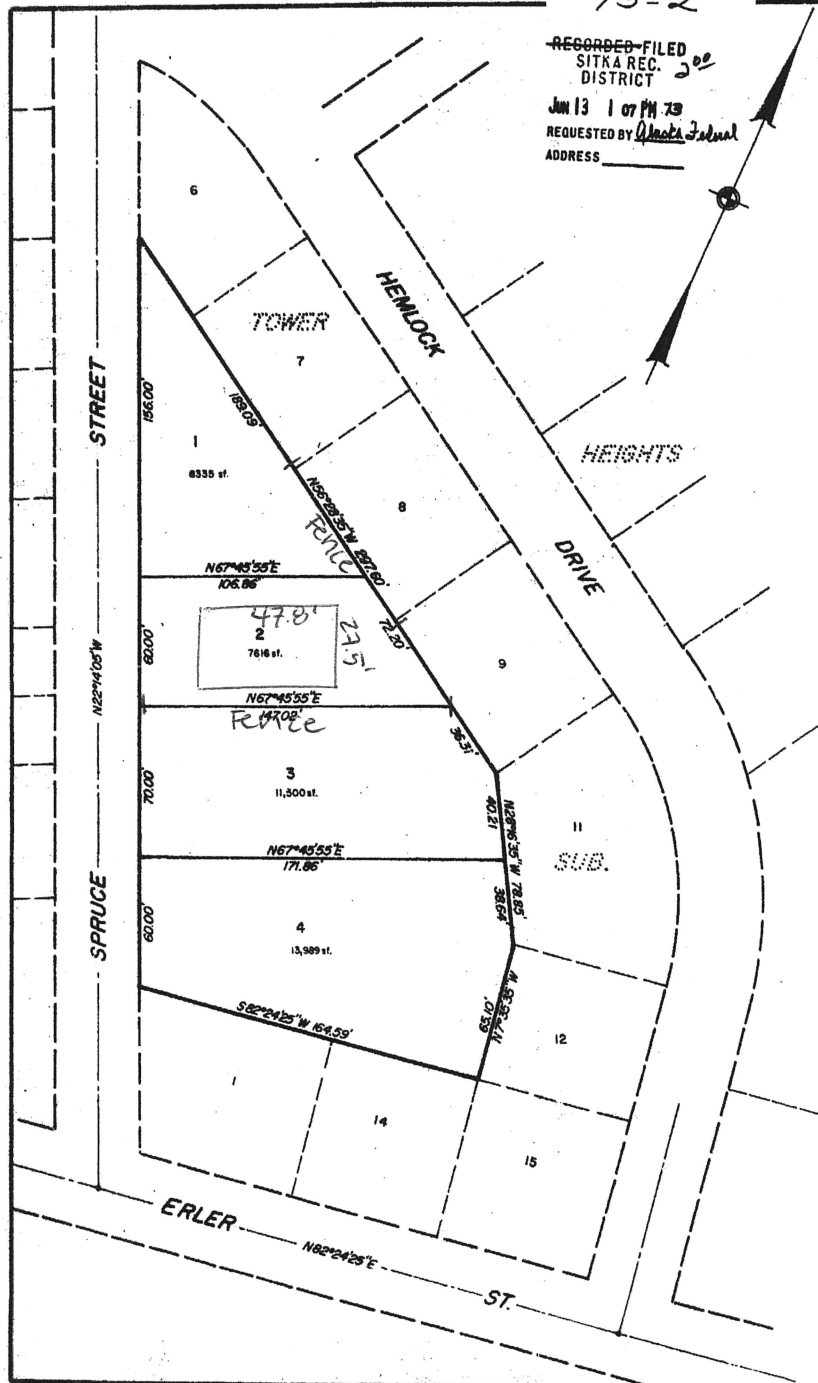 73-2
RECORDED-FILED
SITKA REC. 2⁰⁰
DISTRICT
JUN 13 1 07 PM 73
REQUESTED BY Alaska Federal
ADDRESS
6
TOWER
7
HEMLOCK
STREET
156.00'
189.09'
1
8335 sf.
HEIGHTS
8
N56°28'35"W 297.60'
Fence
DRIVE
N67°45'55"E
106.86'
47.8'
2
7616 sf.
27.5'
60.00'
72.20'
N22°14'05"W
9
N67°45'55"E
147.02'
Fence
36.31'
3
11,500 sf.
70.00'
40.21
N28°16'35"W 78.85'
11
SUB.
N67°45'55"E
171.86'
38.64'
4
13,989 sf.
60.00'
SPRUCE
S82°24'25"W 164.59'
65.10'
N7°35'35"W
12
1
14
15
ERLER
N82°24'25"E
ST.